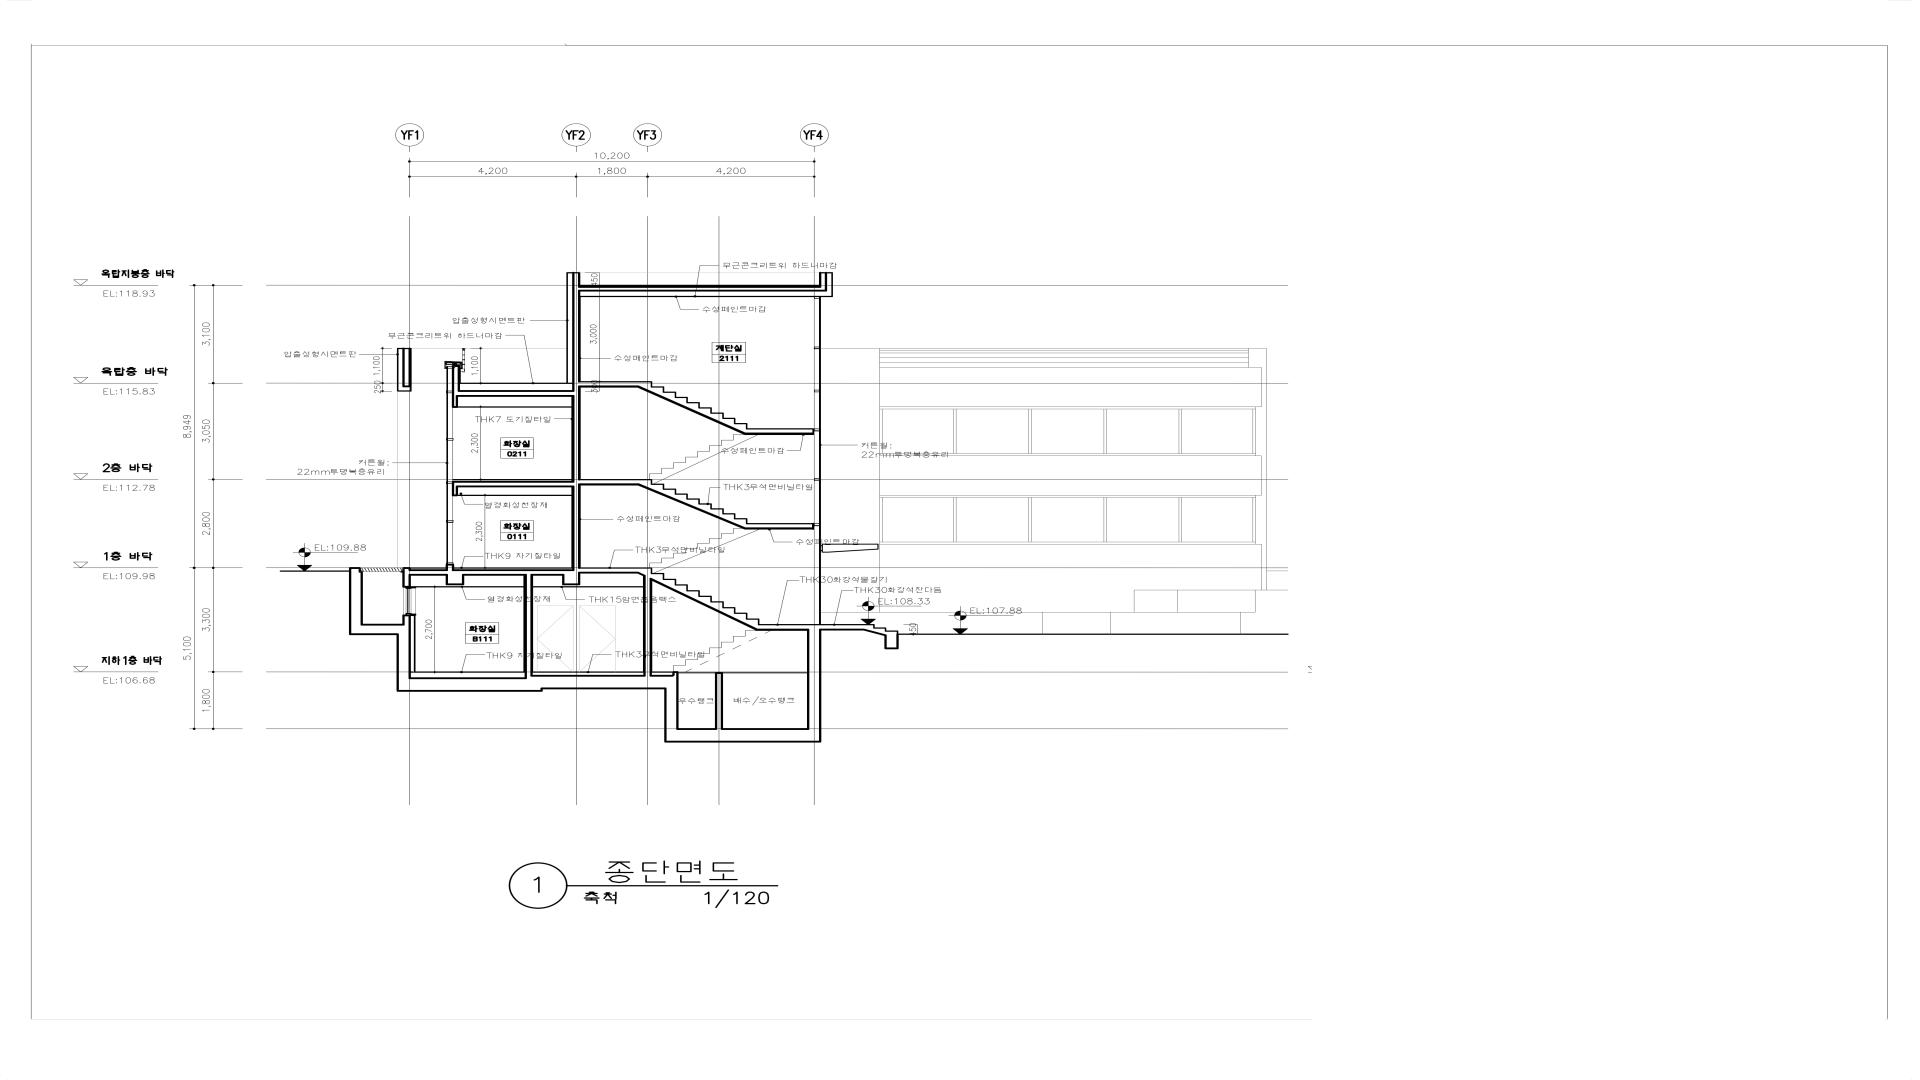 YF1
YF2
YF3
YF4
10,200
4,200
1,800
4,200
옥탑지붕층 바닥
EL:118.93
무근콘크리트위 하드너마감
450
수성페인트마감
압출성형시멘트판
무근콘크리트위 하드너마감
3,100
3,000
계단실
2111
압출성형시멘트판
수성페인트마감
1,100
1,100
250
옥탑층 바닥
EL:115.83
THK7 도기질타일
8,949
3,050
2,300
화장실
0211
수성페인트마감
커튼월:
22mm투명복층유리
커튼월:
22mm투명복층유리
2층 바닥
EL:112.78
THK3무석면비닐타일
열경화성천장재
수성페인트마감
2,800
2,300
화장실
0111
수성페인트마감
EL:109.88
THK9 자기질타일
THK3무석면비닐타일
1층 바닥
EL:109.98
THK30화강석물갈기
THK30화강석잔다듬
열경화성천장재
THK15암면흡음텍스
EL:108.33
EL:107.88
450
3,300
5,100
2,700
화장실
B111
THK9 자기질타일
THK3무석면비닐타일
지하1층 바닥
EL:106.68
1,800
우수탱크
배수/오수탱크
1
종단면도
축척 1/120